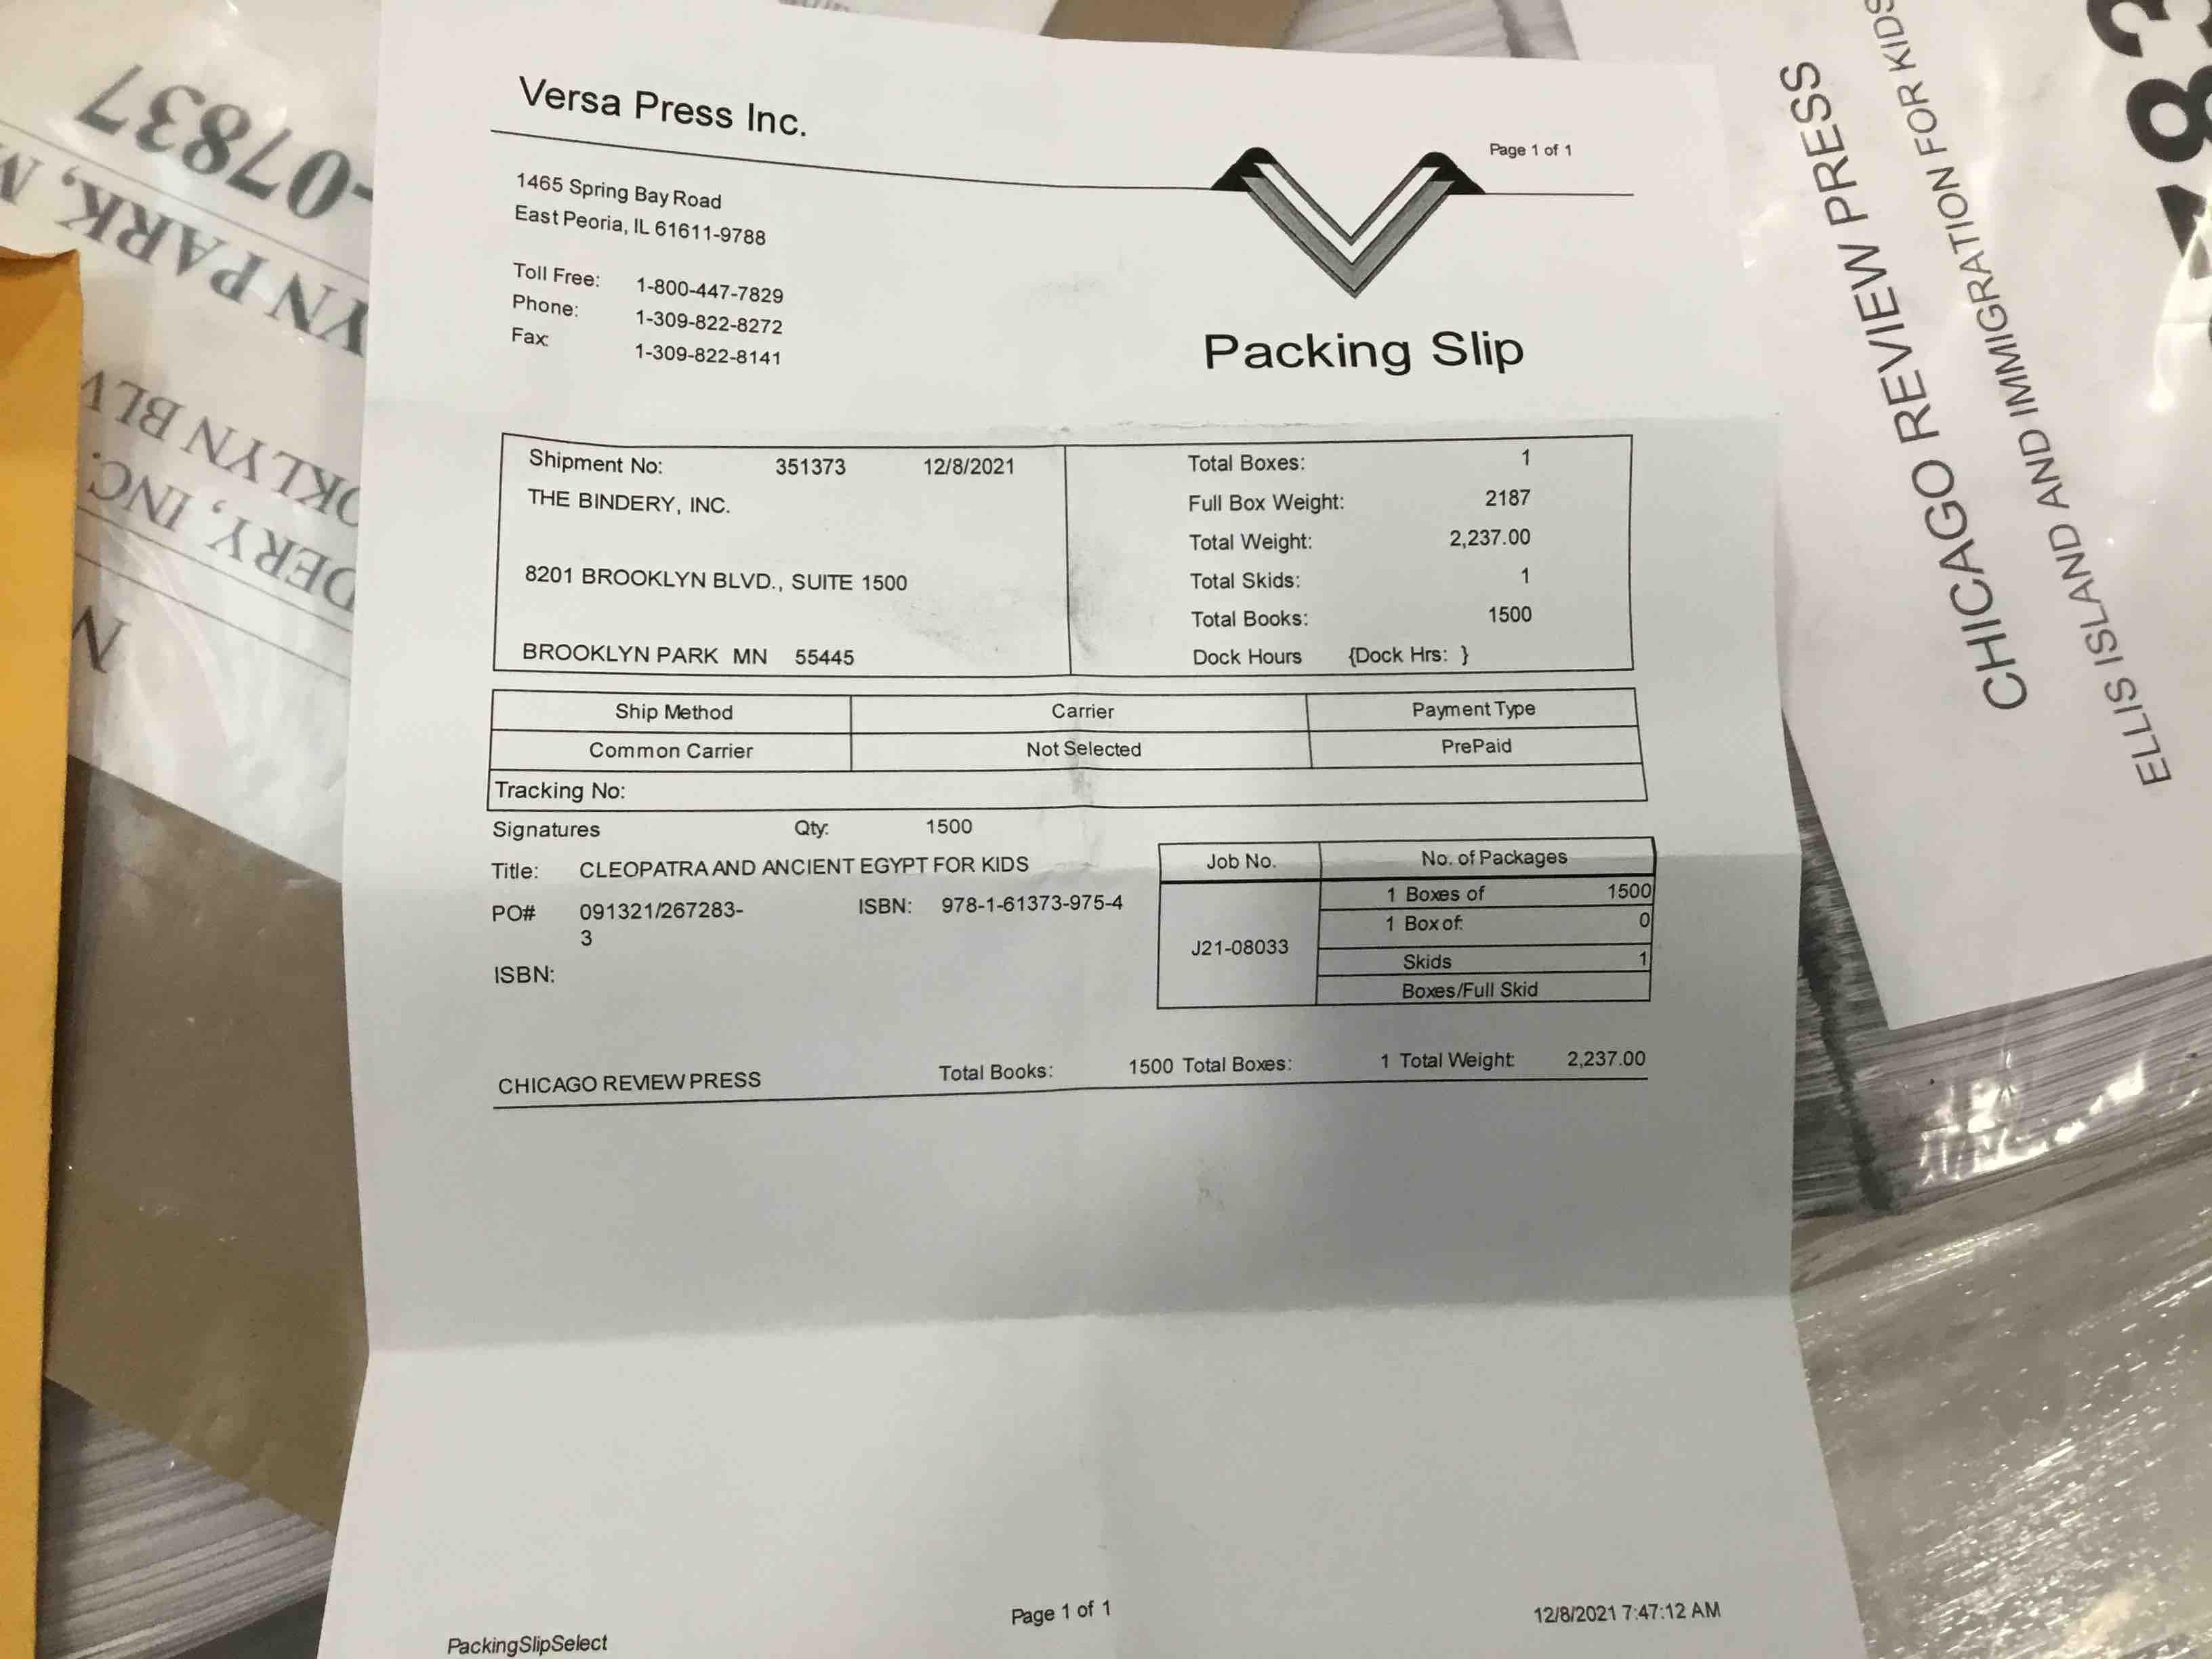 Versa Press Inc.
Page 1 of 1
1465 Spring Bay Road
East Peoria, IL 61611-9788
Toll Free: 1-800-447-7829
Phone: 1-309-822-8272
Fax: 1-309-822-8141
Packing Slip
Shipment No: 351373 12/8/2021
THE BINDERY, INC.
8201 BROOKLYN BLVD., SUITE 1500
BROOKLYN PARK MN 55445
Total Boxes: 1
Full Box Weight: 2187
Total Weight: 2,237.00
Total Skids: 1
Total Books: 1500
Dock Hours {Dock Hrs: }
Ship Method Carrier Payment Type
Common Carrier Not Selected PrePaid
Tracking No:
Signatures Qty: 1500
Title: CLEOPATRA AND ANCIENT EGYPT FOR KIDS
PO# 091321/267283-
3
ISBN: 978-1-61373-975-4
ISBN:
Job No. No. of Packages
J21-08033
1 Boxes of 1500
1 Box of: 0
Skids 1
Boxes/Full Skid
CHICAGO REVIEW PRESS Total Books: 1500 Total Boxes: 1 Total Weight: 2,237.00
PackingSlipSelect
Page 1 of 1
12/8/2021 7:47:12 AM
CHICAGO REVIEW PRESS
ELLIS ISLAND AND IMMIGRATION FOR KIDS
83
-07837
YN PARK, M
OKLYN BLV
DERY, INC.
N